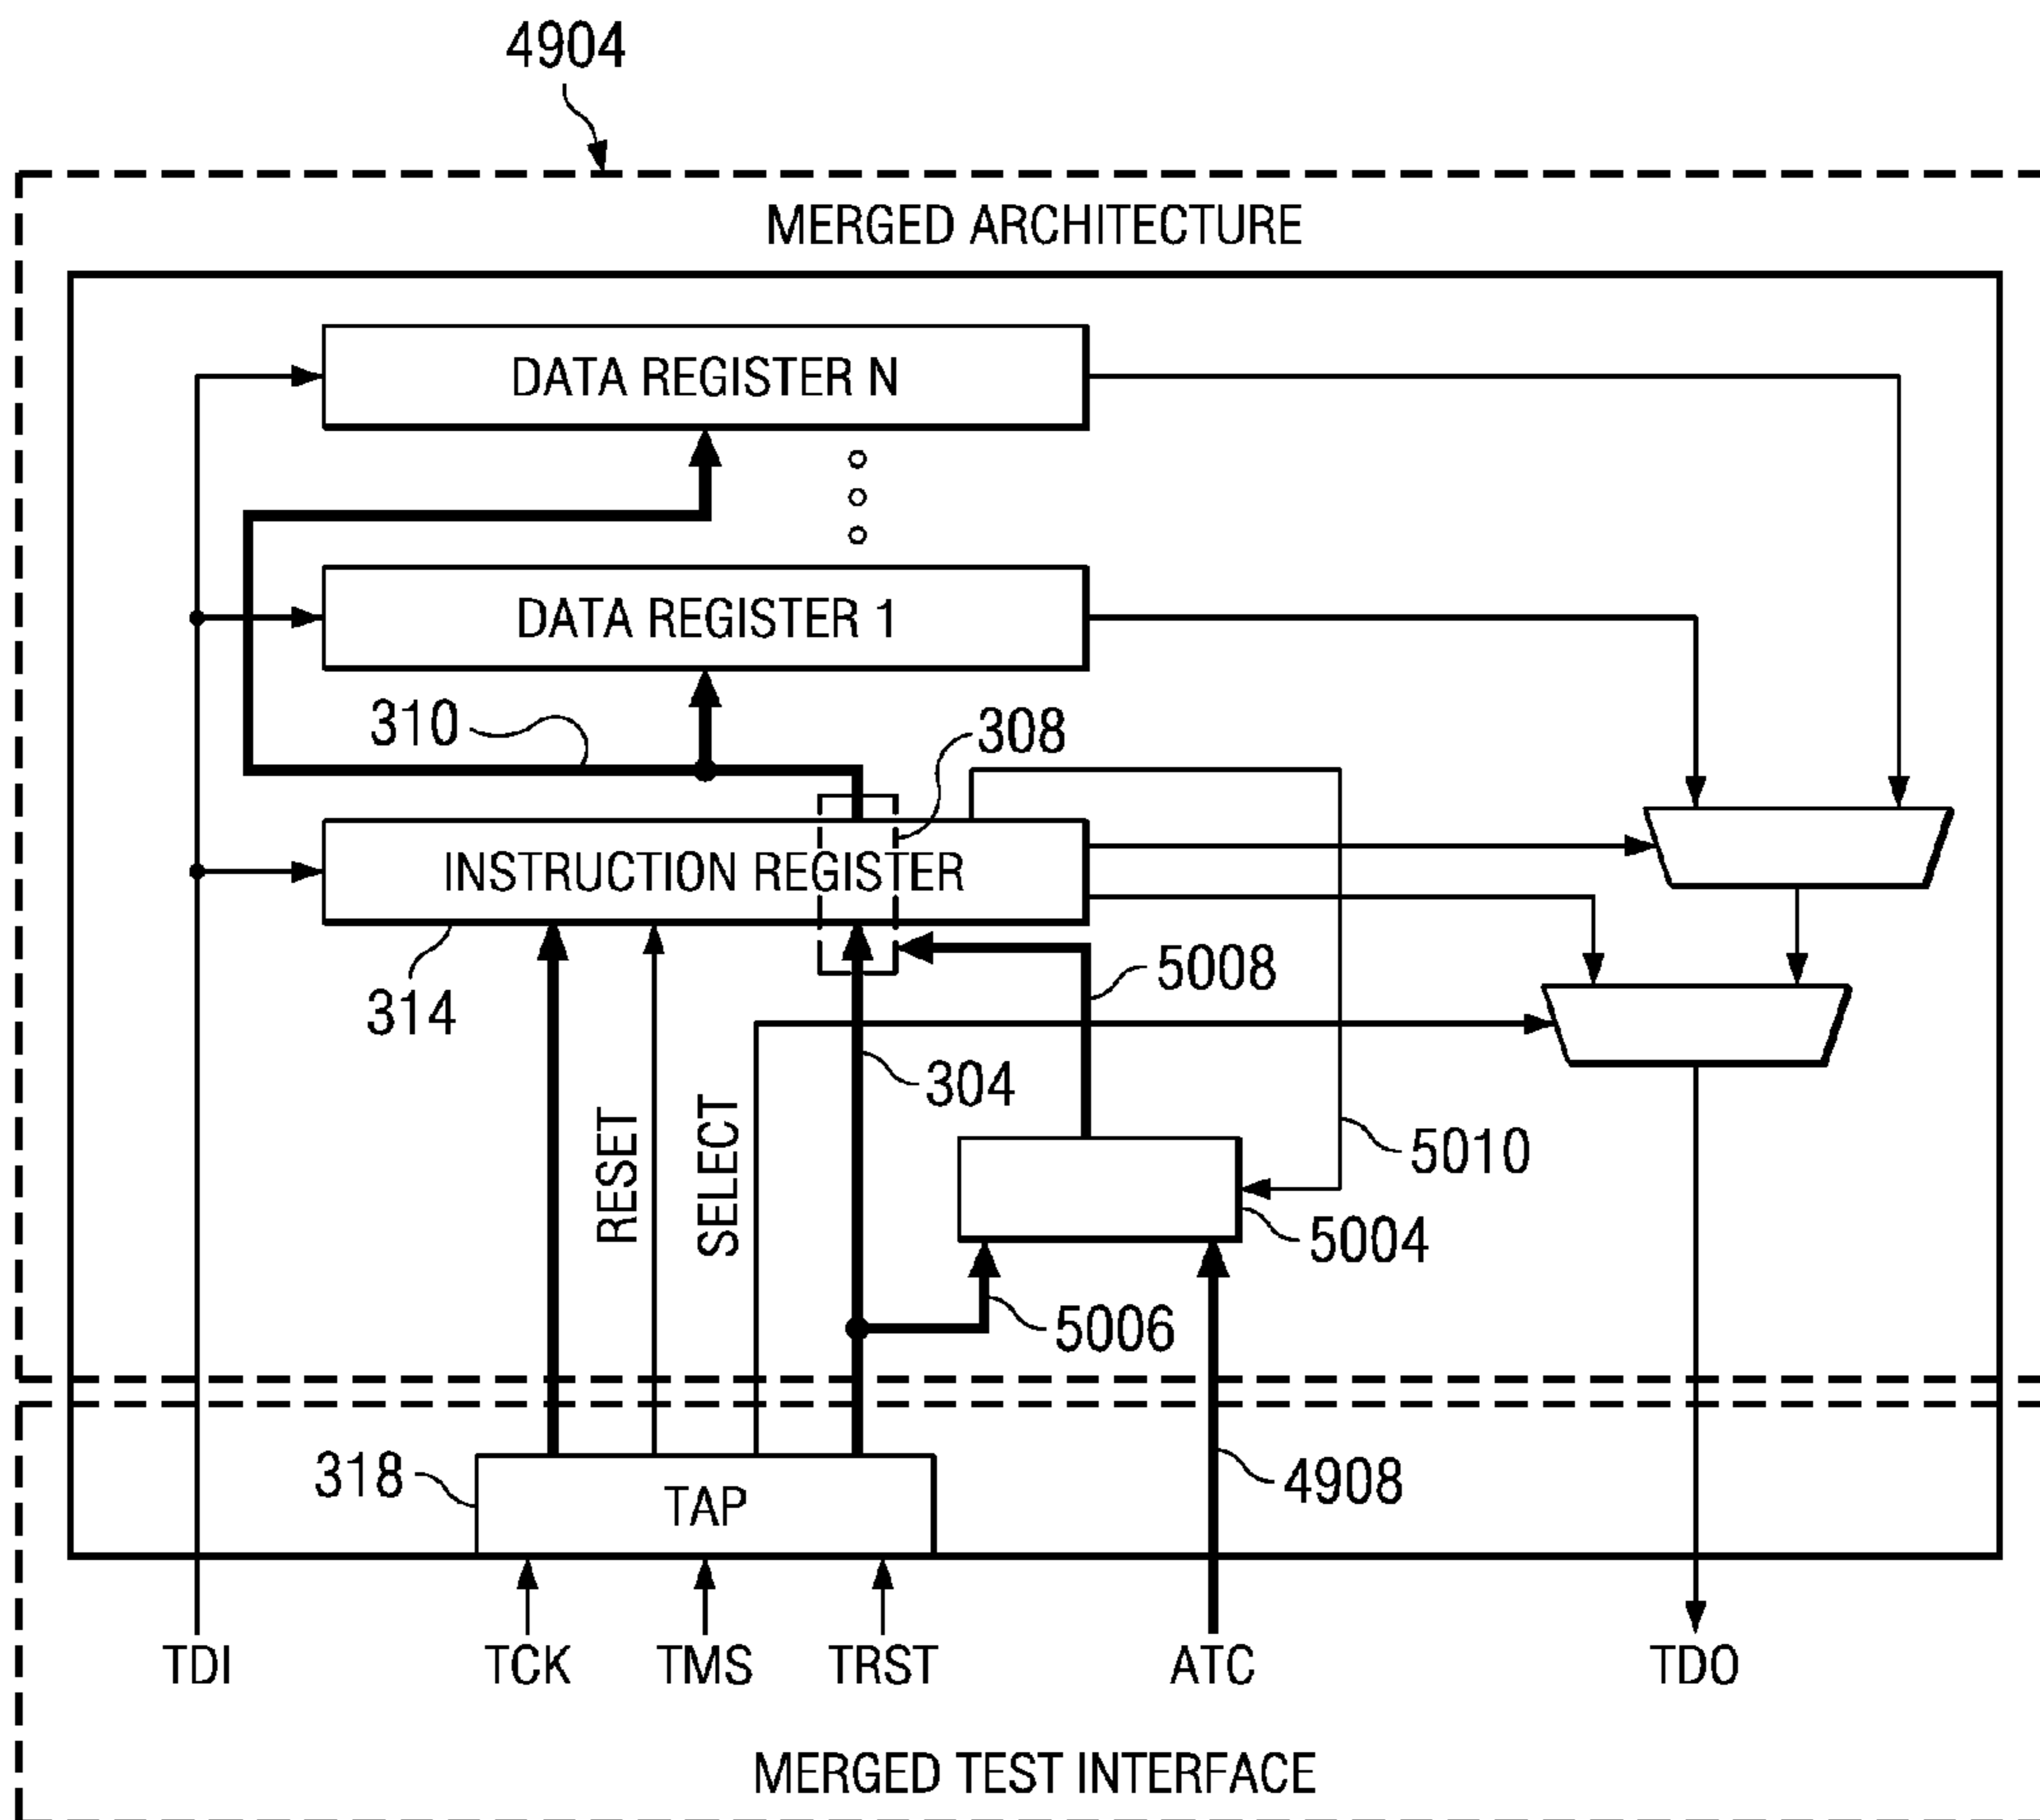 4904
MERGED ARCHITECTURE
DATA REGISTER N
DATA REGISTER 1
310
308
INSTRUCTION REGISTER
314
5008
304
RESET
SELECT
5010
5004
5006
318
TAP
4908
TDI
TCK
TMS
TRST
ATC
TDO
MERGED TEST INTERFACE